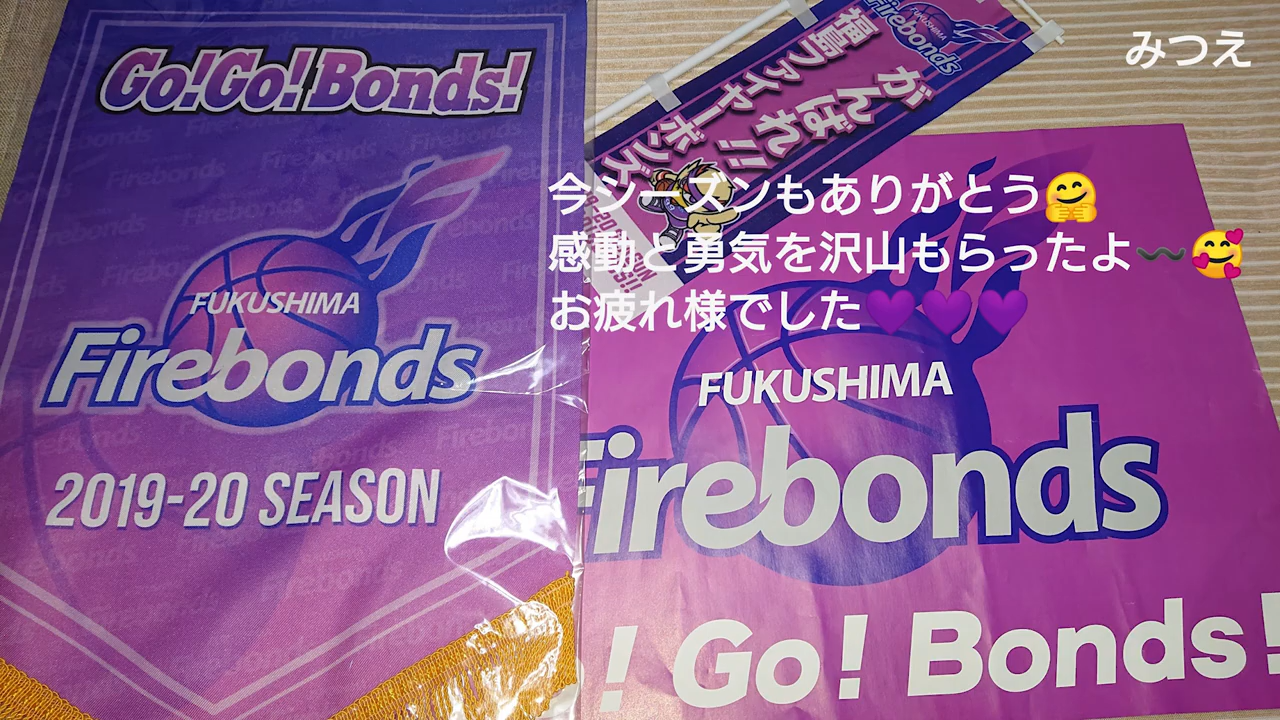 Go!Go!Bonds!
FUKUSHIMA
Firebonds
2019-20 SEASON
FUKUSHIMA
Firebonds
がんばれ!!
福島ファイヤーボンズ
みつえ
今シーズンもありがとう🤗
感動と勇気を沢山もらったよ〰️🥰
お疲れ様でした💜💜💜
FUKUSHIMA
Firebonds
! Go! Bonds!